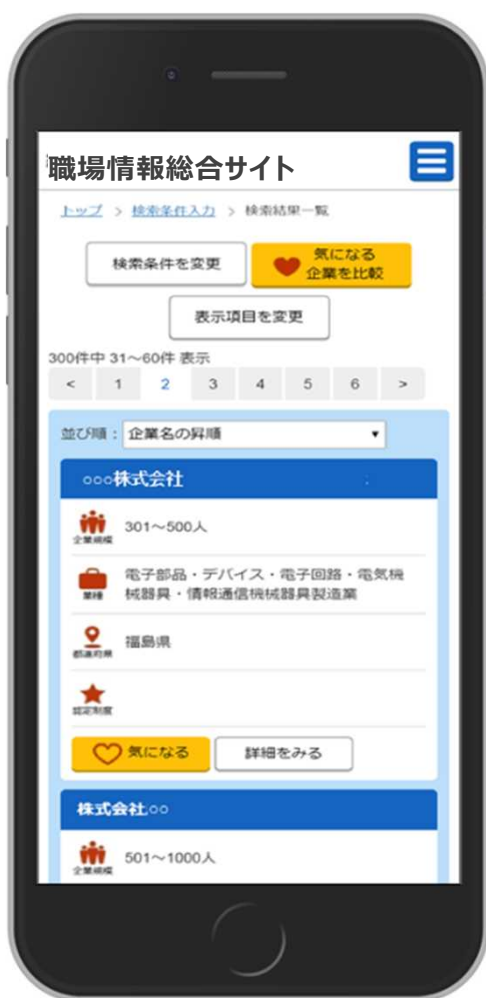 職場情報総合サイト
トップ > 検索条件入力 > 検索結果一覧
検索条件を変更
気になる
企業を比較
表示項目を変更
300件中 31～60件 表示
< 1 2 3 4 5 6 >
並び順：企業名の昇順
○○○株式会社
企業規模 301～500人
電子部品・デバイス・電子回路・電気機
業種 械器具・情報通信機械器具製造業
都道府県 福島県
認定制度
気になる 詳細をみる
株式会社○○
企業規模 501～1000人